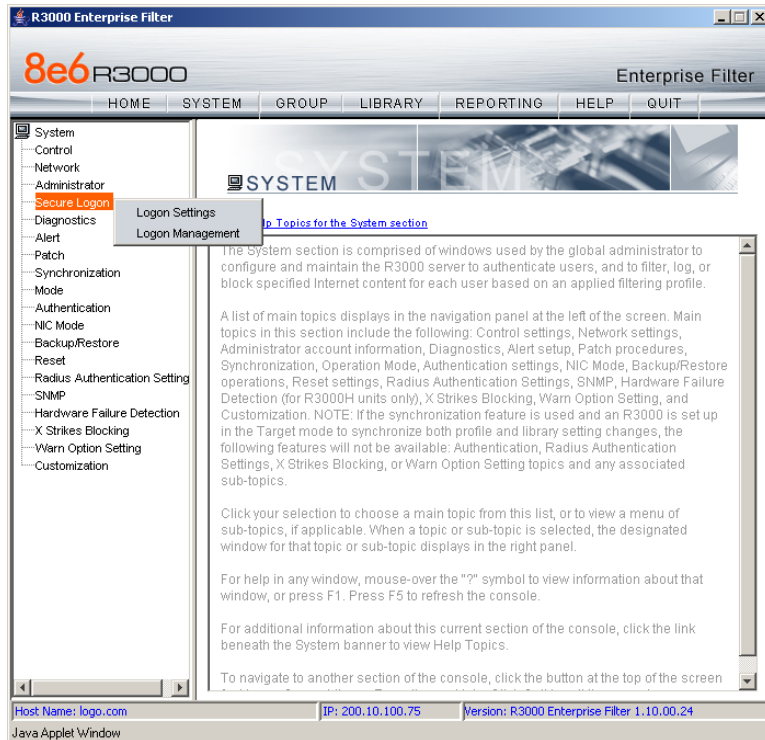 R3000 Enterprise Filter
8e6 R3000
Enterprise Filter
HOME SYSTEM GROUP LIBRARY REPORTING HELP QUIT
System
Control
Network
Administrator
Secure Logon
Diagnostics
Alert
Patch
Synchronization
Mode
Authentication
NIC Mode
Backup/Restore
Reset
Radius Authentication Setting
SNMP
Hardware Failure Detection
X Strikes Blocking
Warn Option Setting
Customization
Logon Settings
Logon Management
SYSTEM
SYSTEM
Topics for the System section
The System section is comprised of windows used by the global administrator to
configure and maintain the R3000 server to authenticate users, and to filter, log, or
block specified Internet content for each user based on an applied filtering profile.
A list of main topics displays in the navigation panel at the left of the screen. Main
topics in this section include the following: Control settings, Network settings,
Administrator account information, Diagnostics, Alert setup, Patch procedures,
Synchronization, Operation Mode, Authentication settings, NIC Mode, Backup/Restore
operations, Reset settings, Radius Authentication Settings, SNMP, Hardware Failure
Detection (for R3000H units only), X Strikes Blocking, Warn Option Setting, and
Customization. NOTE: If the synchronization feature is used and an R3000 is set up
in the Target mode to synchronize both profile and library setting changes, the
following features will not be available: Authentication, Radius Authentication
Settings, X Strikes Blocking, or Warn Option Setting topics and any associated
sub-topics.
Click your selection to choose a main topic from this list, or to view a menu of
sub-topics, if applicable. When a topic or sub-topic is selected, the designated
window for that topic or sub-topic displays in the right panel.
For help in any window, mouse-over the "?" symbol to view information about that
window, or press F1. Press F5 to refresh the console.
For additional information about this current section of the console, click the link
beneath the System banner to view Help Topics.
To navigate to another section of the console, click the button at the top of the screen
Host Name: logo.com
IP: 200.10.100.75
Version: R3000 Enterprise Filter 1.10.00.24
Java Applet Window